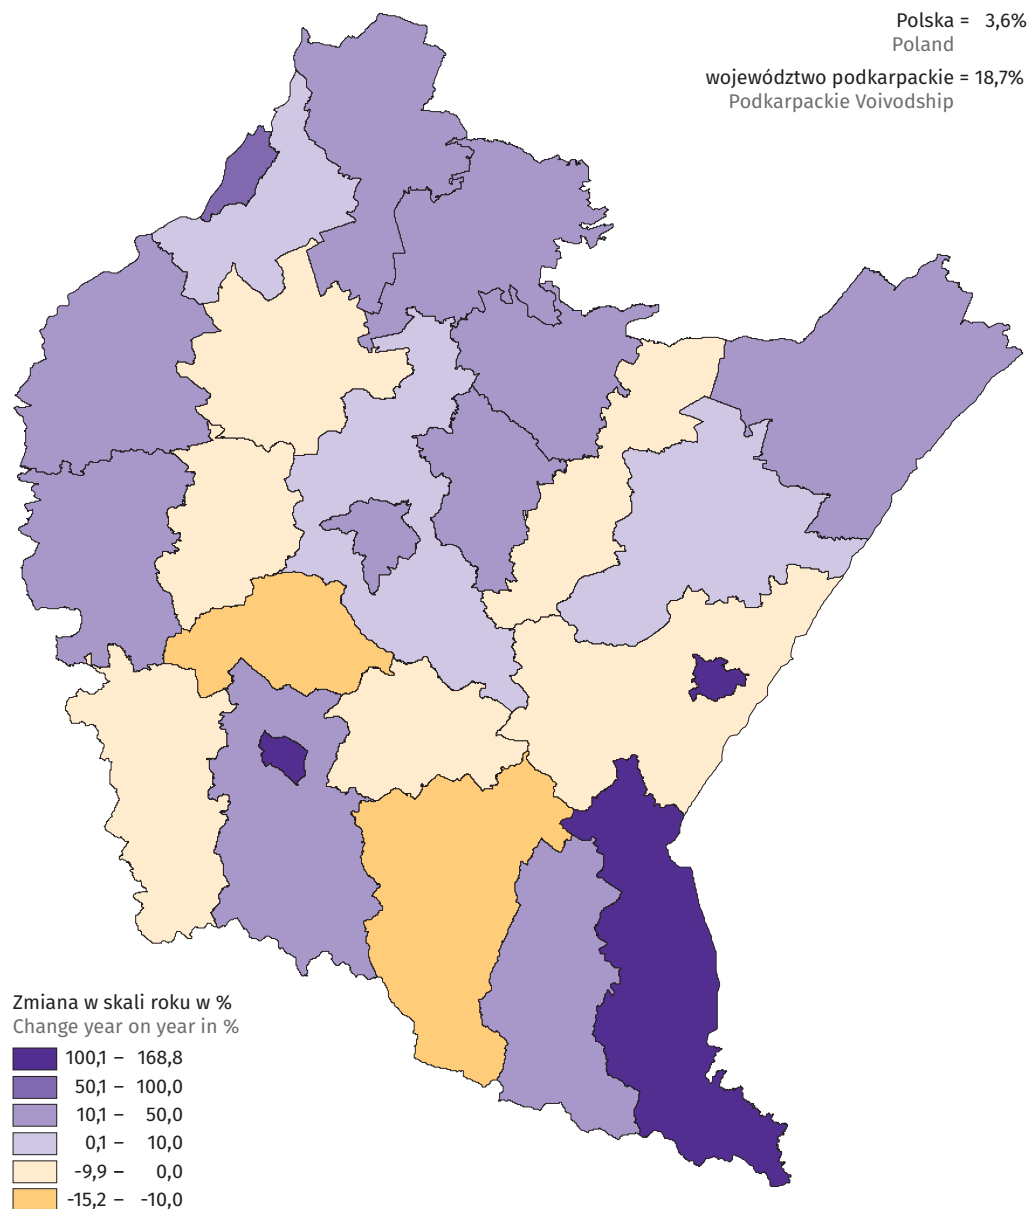 Polska = 3,6%
Poland
województwo podkarpackie = 18,7%
Podkarpackie Voivodship
Zmiana w skali roku w %
Change year on year in %
100,1 – 168,8
50,1 – 100,0
10,1 – 50,0
0,1 – 10,0
-9,9 – 0,0
-15,2 – -10,0